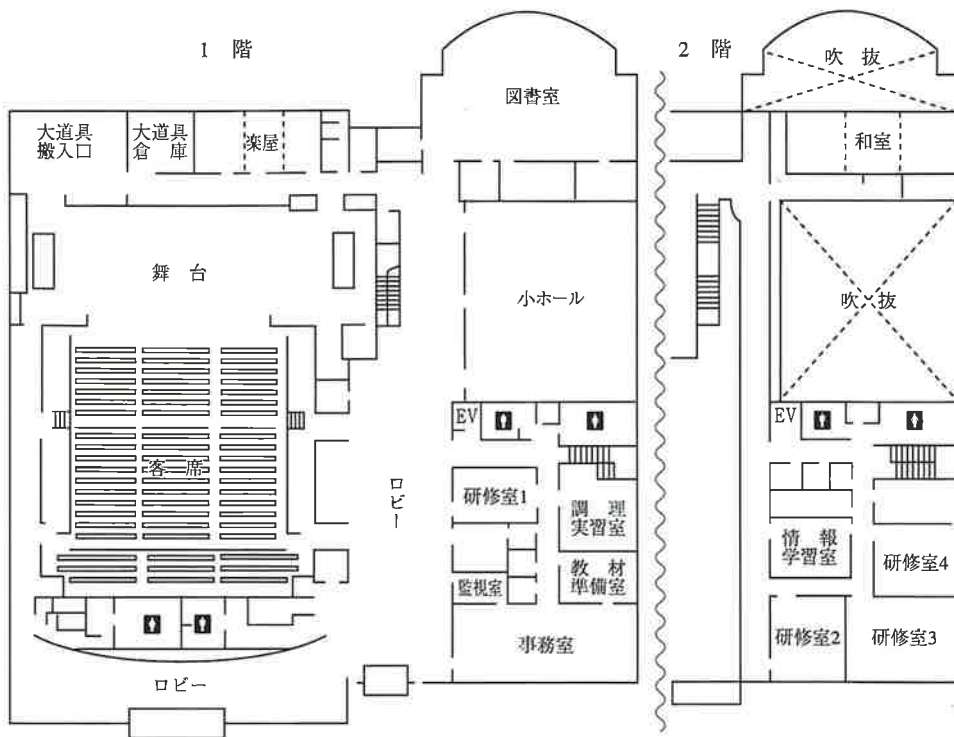 1 階
大道具
搬入口
大道具
倉庫
楽屋
図書室
舞 台
小ホール
EV
客 席
ロビー
研修室1
調 理
実習室
監視室
教 材
準備室
事務室
ロビー
2 階
吹 抜
和室
吹 抜
EV
情 報
学習室
研修室4
研修室2
研修室3